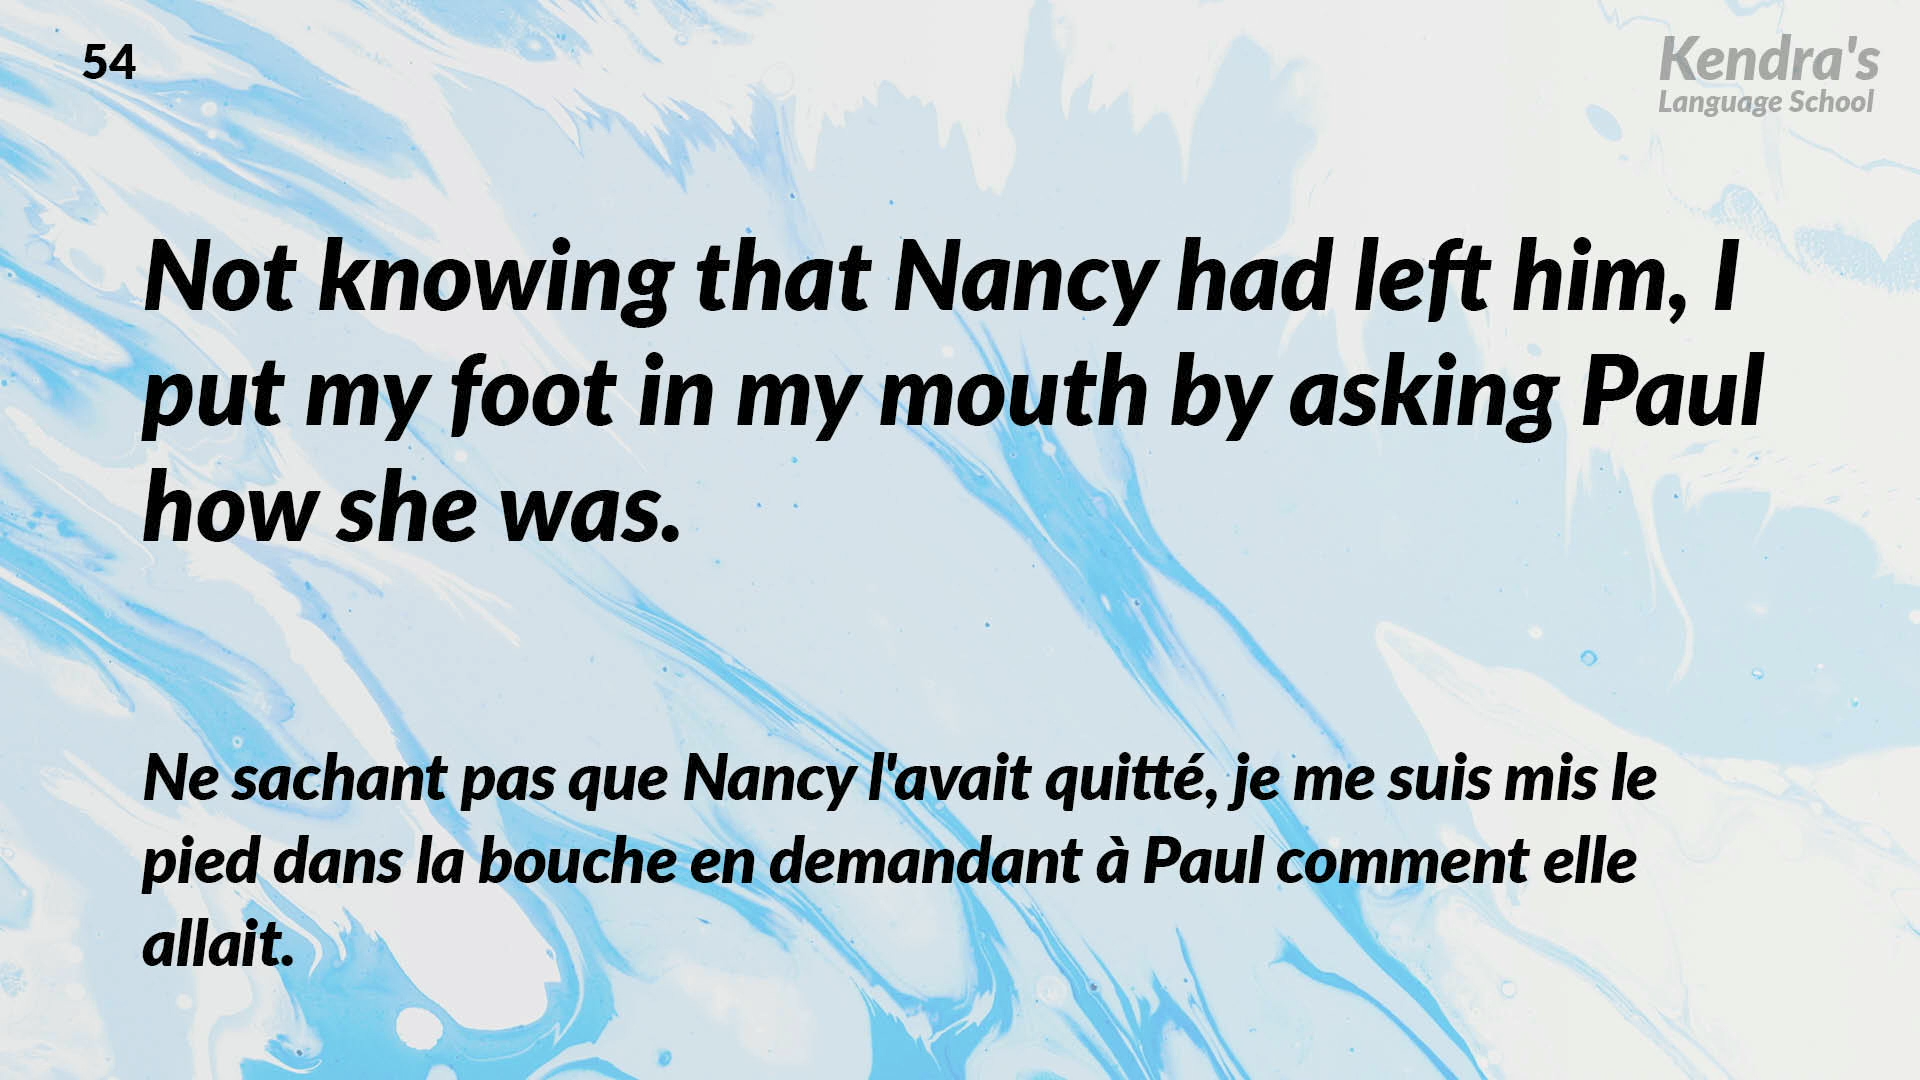 54
Kendra's
Language School
Not knowing that Nancy had left him, I
put my foot in my mouth by asking Paul
how she was.
Ne sachant pas que Nancy l'avait quitté, je me suis mis le
pied dans la bouche en demandant à Paul comment elle
allait.